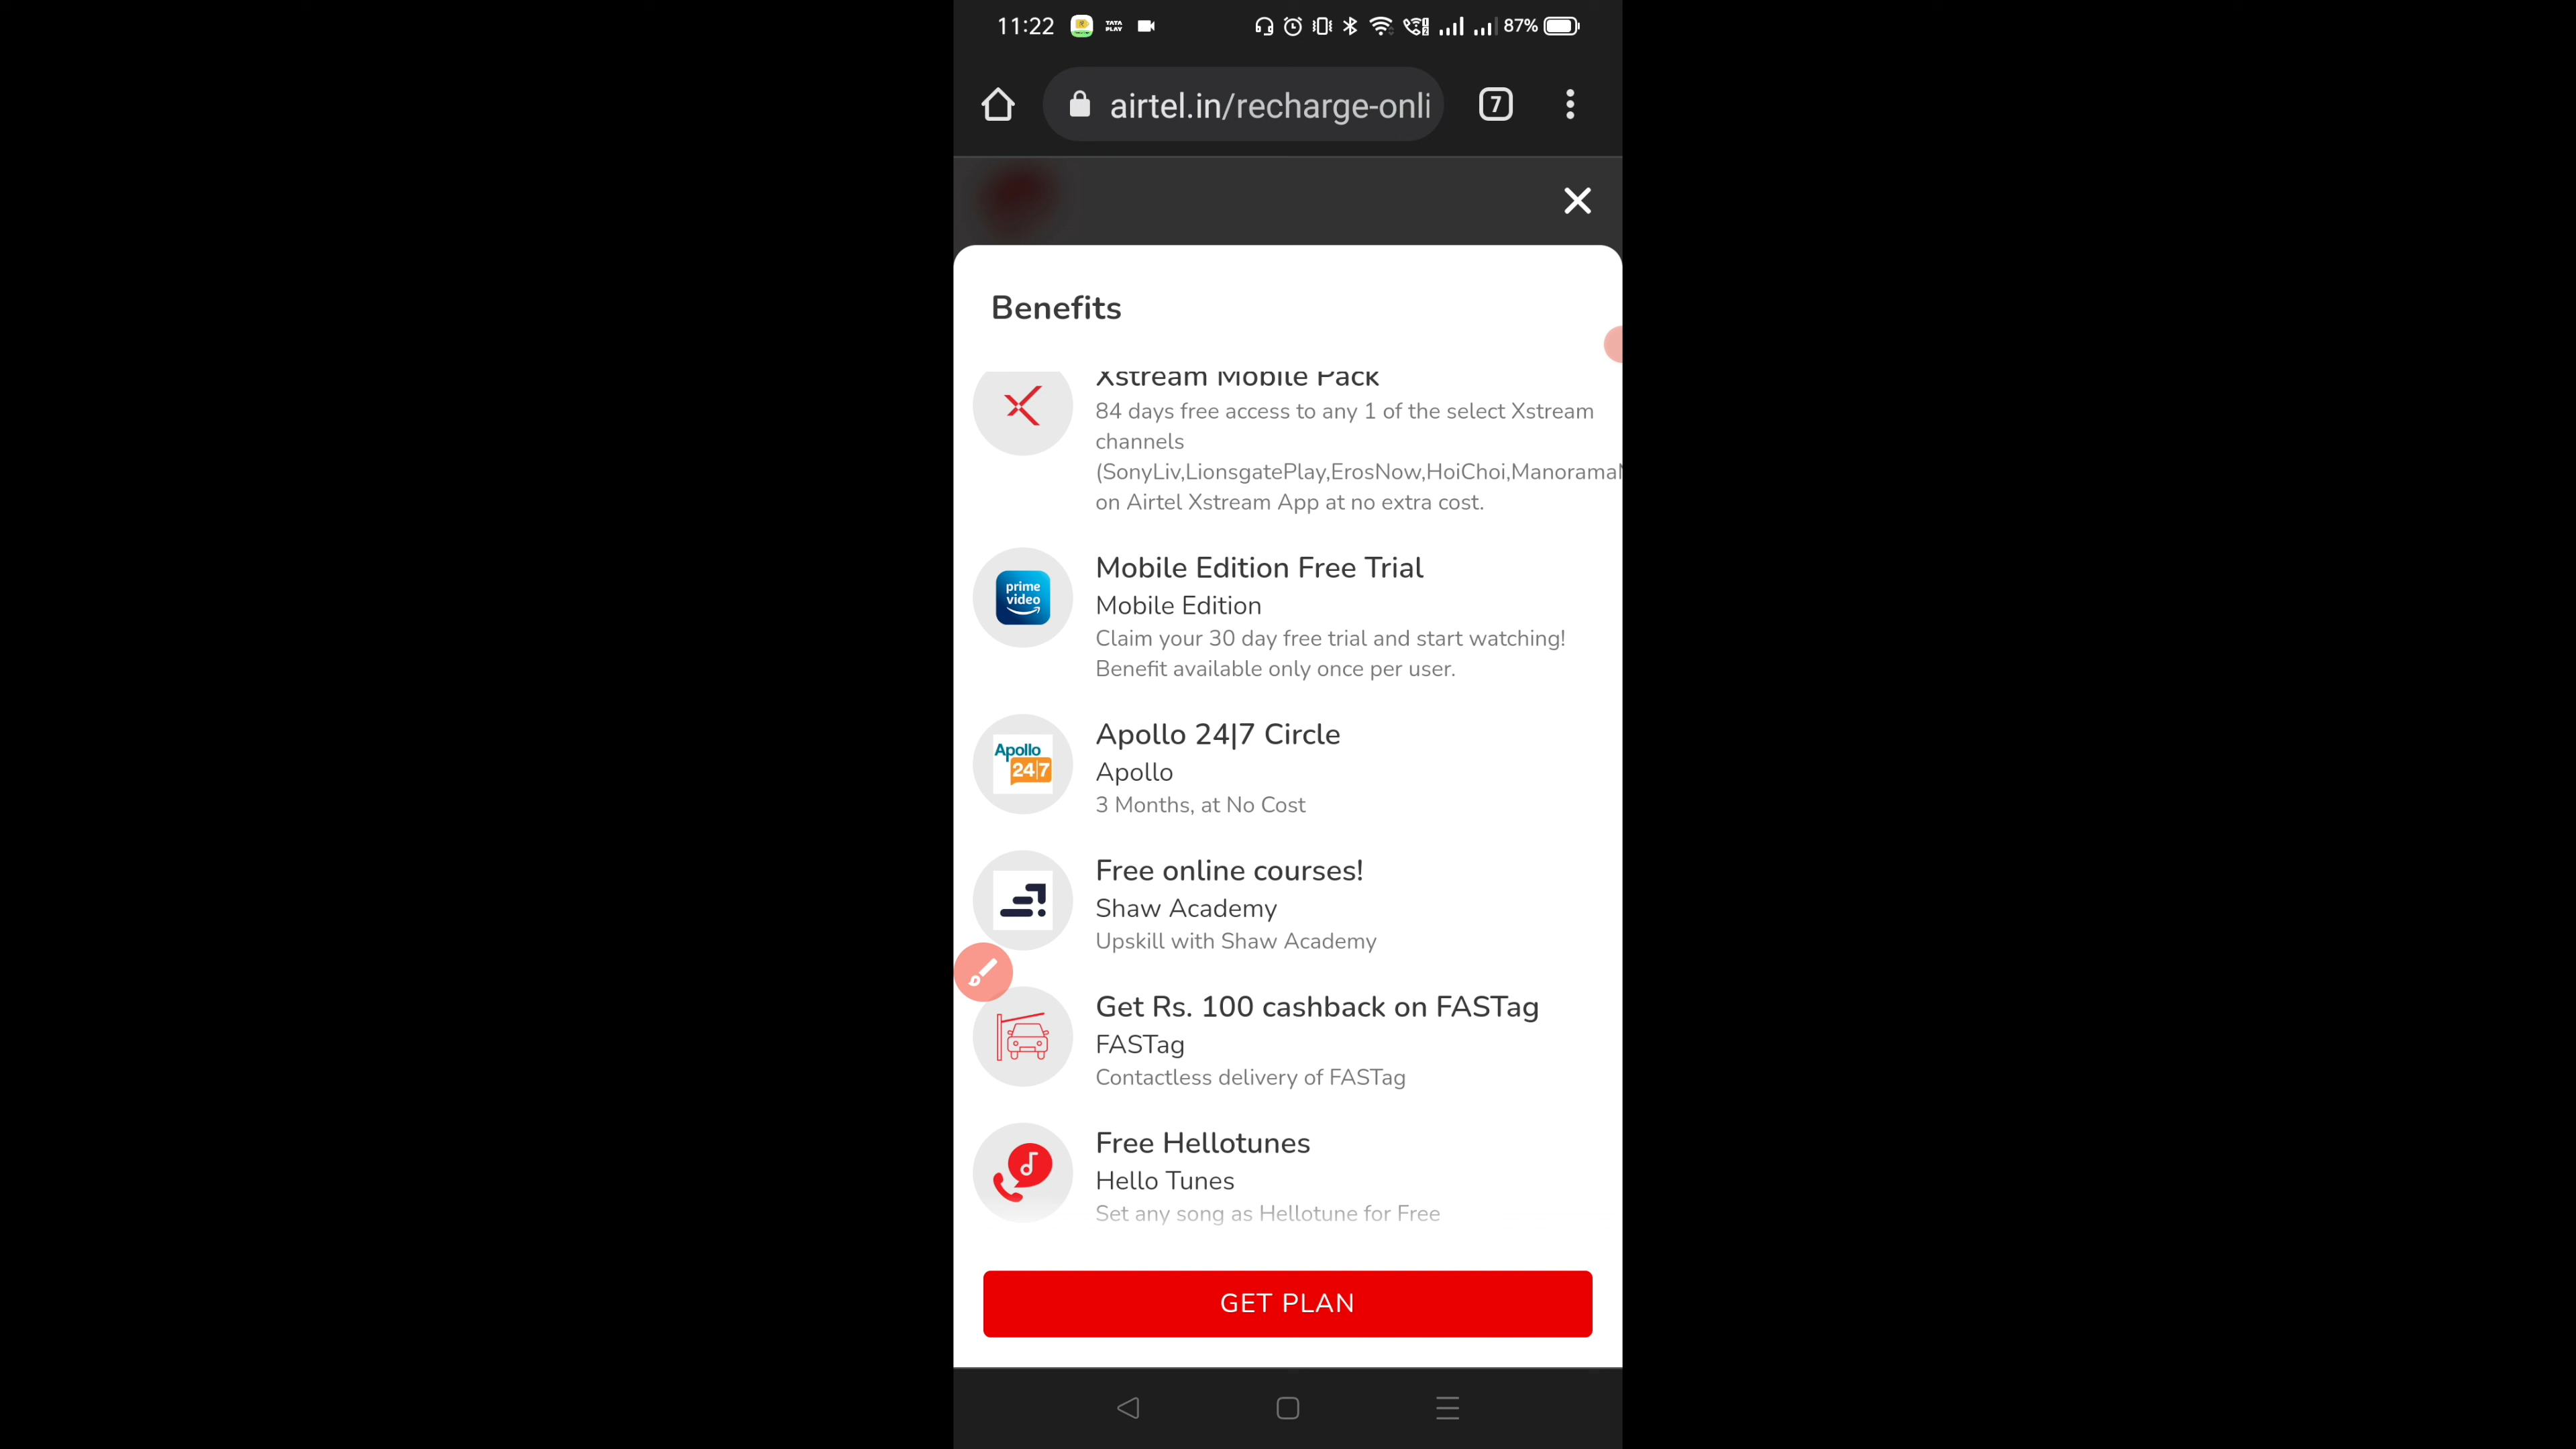 11:22
TATA
PLAY
87%
airtel.in/recharge-onli
7
Benefits
Xstream Mobile Pack
84 days free access to any 1 of the select Xstream
channels
(SonyLiv,LionsgatePlay,ErosNow,HoiChoi,Manorama
on Airtel Xstream App at no extra cost.
prime
video
Mobile Edition Free Trial
Mobile Edition
Claim your 30 day free trial and start watching!
Benefit available only once per user.
Apollo
24|7
Apollo 24|7 Circle
Apollo
3 Months, at No Cost
Free online courses!
Shaw Academy
Upskill with Shaw Academy
Get Rs. 100 cashback on FASTag
FASTag
Contactless delivery of FASTag
Free Hellotunes
Hello Tunes
Set any song as Hellotune for Free
GET PLAN